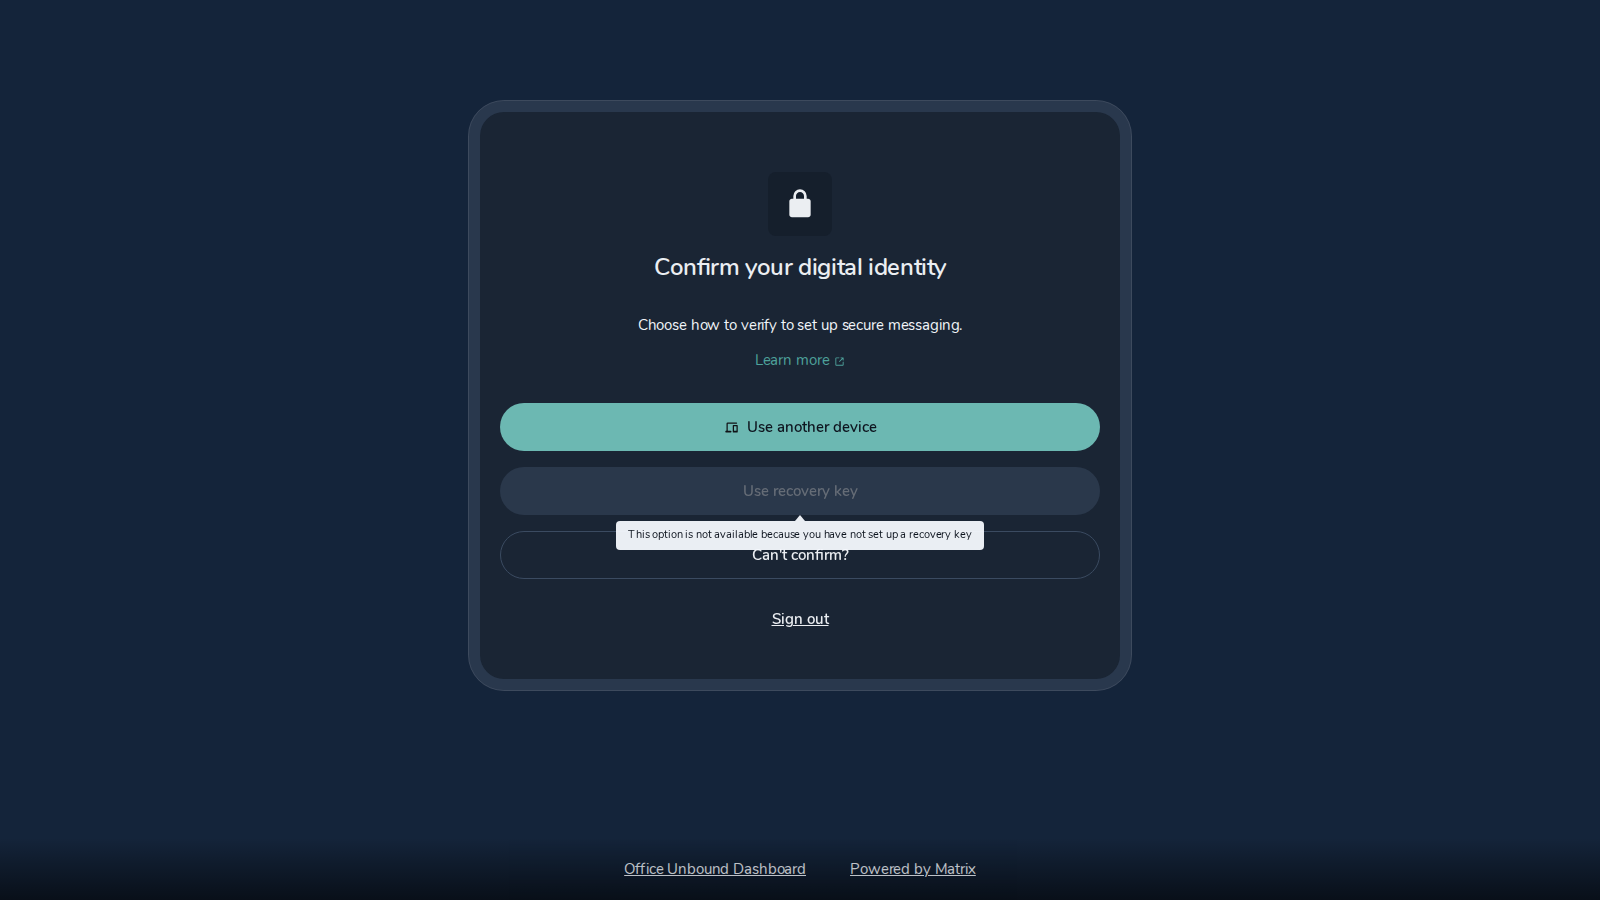 Confirm your digital identity
Choose how to verify to set up secure messaging.
Learn more
Use another device
Use recovery key
This option is not available because you have not set up a recovery key
Can't confirm?
Sign out
Office Unbound Dashboard
Powered by Matrix